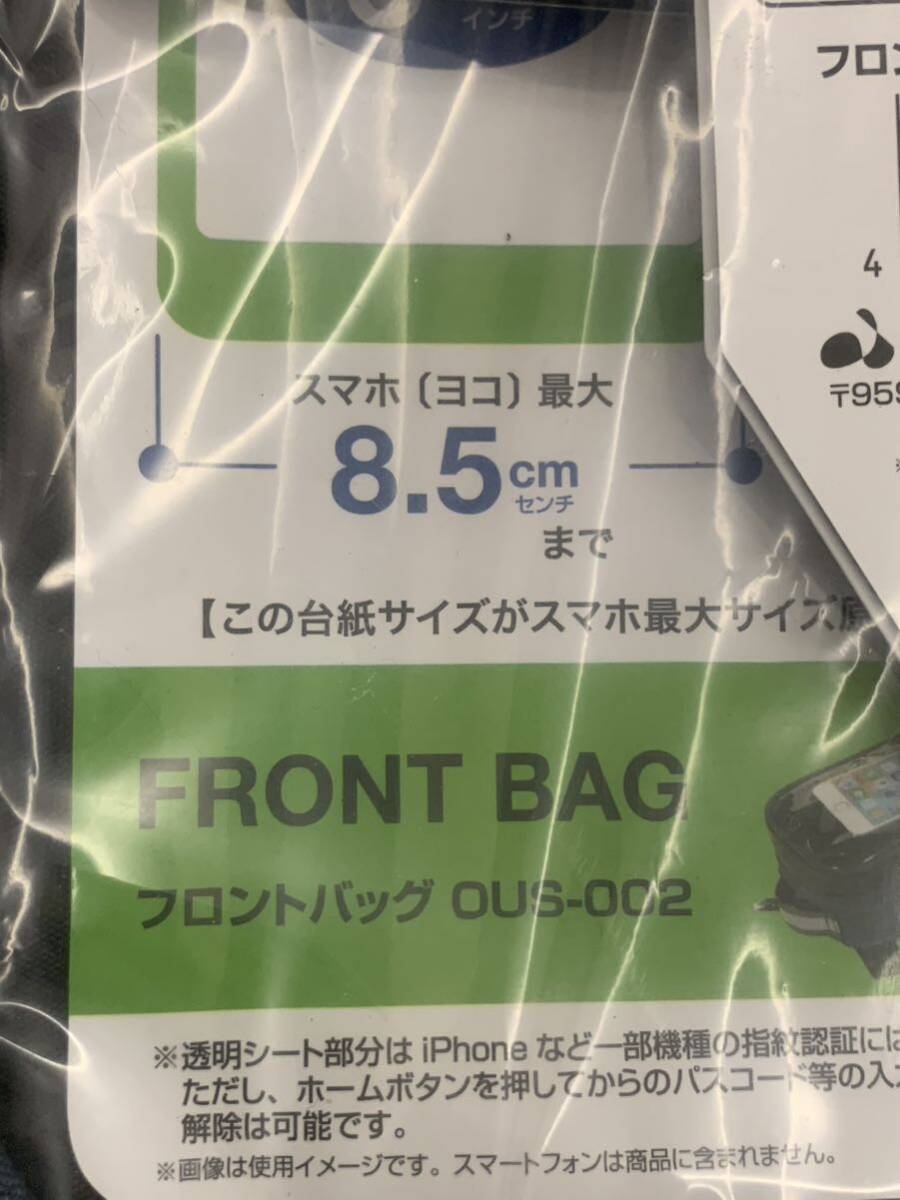 インチ
フロン
4
〒959
スマホ〔ヨコ〕最大
8.5cm
センチ
まで
【この台紙サイズがスマホ最大サイズ原
FRONT BAG
フロントバッグ OUS-002
※透明シート部分は iPhone など一部機種の指紋認証には
ただし、ホームボタンを押してからのパスコード等の入
解除は可能です。
※画像は使用イメージです。スマートフォンは商品に含まれません。